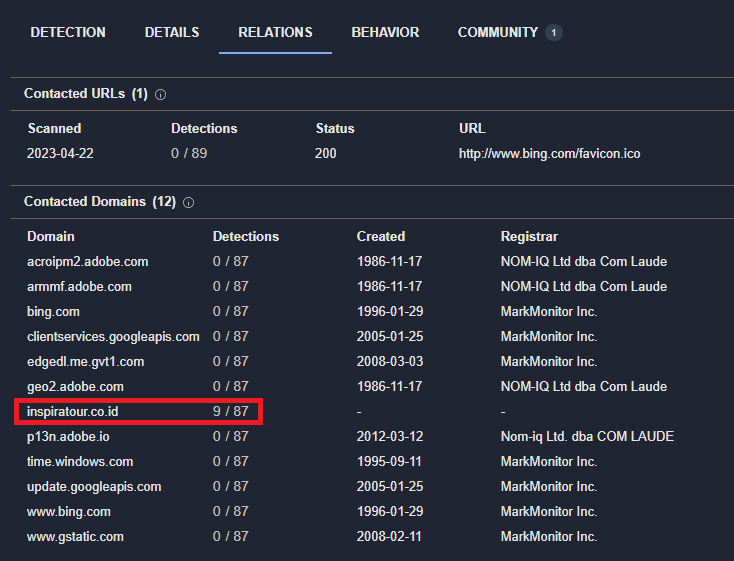 DETECTION DETAILS RELATIONS BEHAVIOR COMMUNITY 1
Contacted URLs (1)
Scanned Detections Status URL
2023-04-22 0 / 89 200 http://www.bing.com/favicon.ico
Contacted Domains (12)
Domain Detections Created Registrar
acroipm2.adobe.com 0 / 87 1986-11-17 NOM-IQ Ltd dba Com Laude
armmf.adobe.com 0 / 87 1986-11-17 NOM-IQ Ltd dba Com Laude
bing.com 0 / 87 1996-01-29 MarkMonitor Inc.
clientservices.googleapis.com 0 / 87 2005-01-25 MarkMonitor Inc.
edgedl.me.gvt1.com 0 / 87 2008-03-03 MarkMonitor Inc.
geo2.adobe.com 0 / 87 1986-11-17 NOM-IQ Ltd dba Com Laude
inspiratour.co.id 9 / 87 - -
p13n.adobe.io 0 / 87 2012-03-12 Nom-iq Ltd. dba COM LAUDE
time.windows.com 0 / 87 1995-09-11 MarkMonitor Inc.
update.googleapis.com 0 / 87 2005-01-25 MarkMonitor Inc.
www.bing.com 0 / 87 1996-01-29 MarkMonitor Inc.
www.gstatic.com 0 / 87 2008-02-11 MarkMonitor Inc.